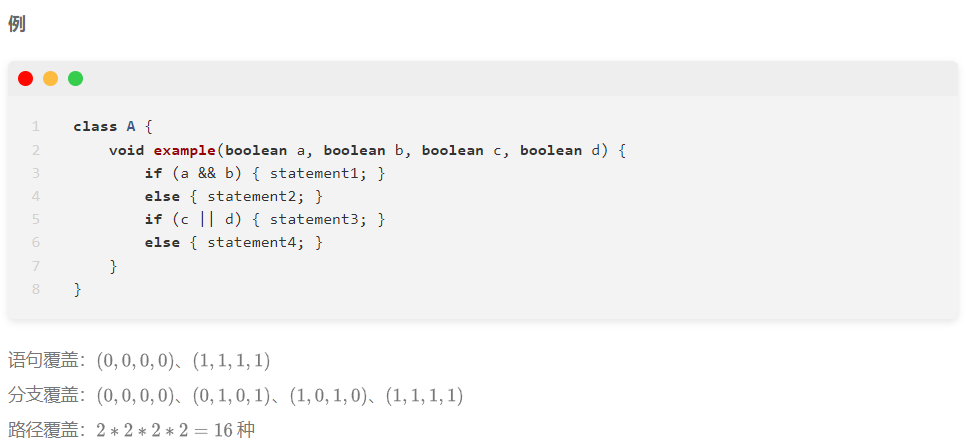 例
1 class A {
2 void example(boolean a, boolean b, boolean c, boolean d) {
3 if (a && b) { statement1; }
4 else { statement2; }
5 if (c || d) { statement3; }
6 else { statement4; }
7 }
8 }
语句覆盖：(0,0,0,0)、(1,1,1,1)
分支覆盖：(0,0,0,0)、(0,1,0,1)、(1,0,1,0)、(1,1,1,1)
路径覆盖：2 ∗ 2 ∗ 2 ∗ 2 = 16 种